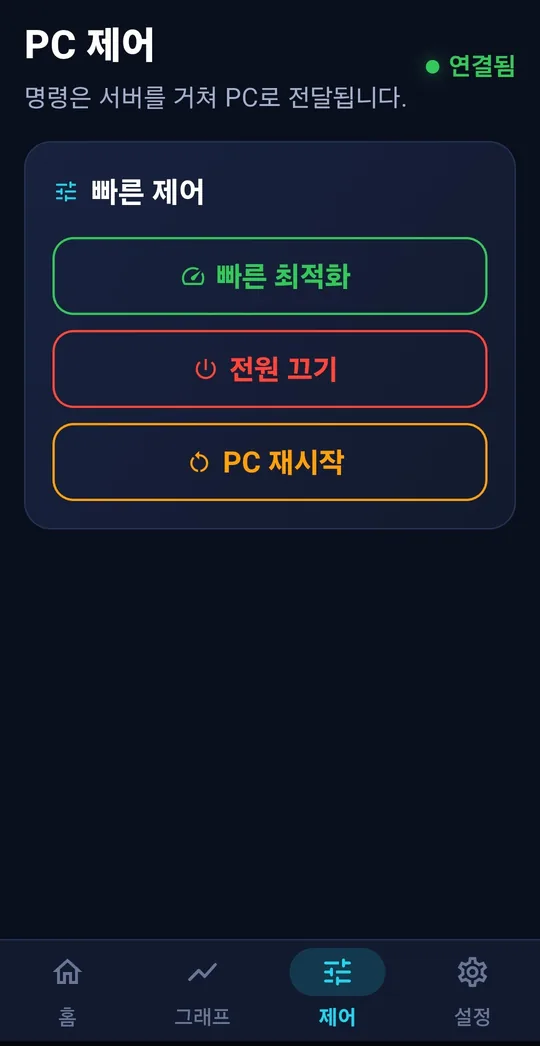 PC 제어
연결됨
명령은 서버를 거쳐 PC로 전달됩니다.
빠른 제어
빠른 최적화
전원 끄기
PC 재시작
홈
그래프
제어
설정